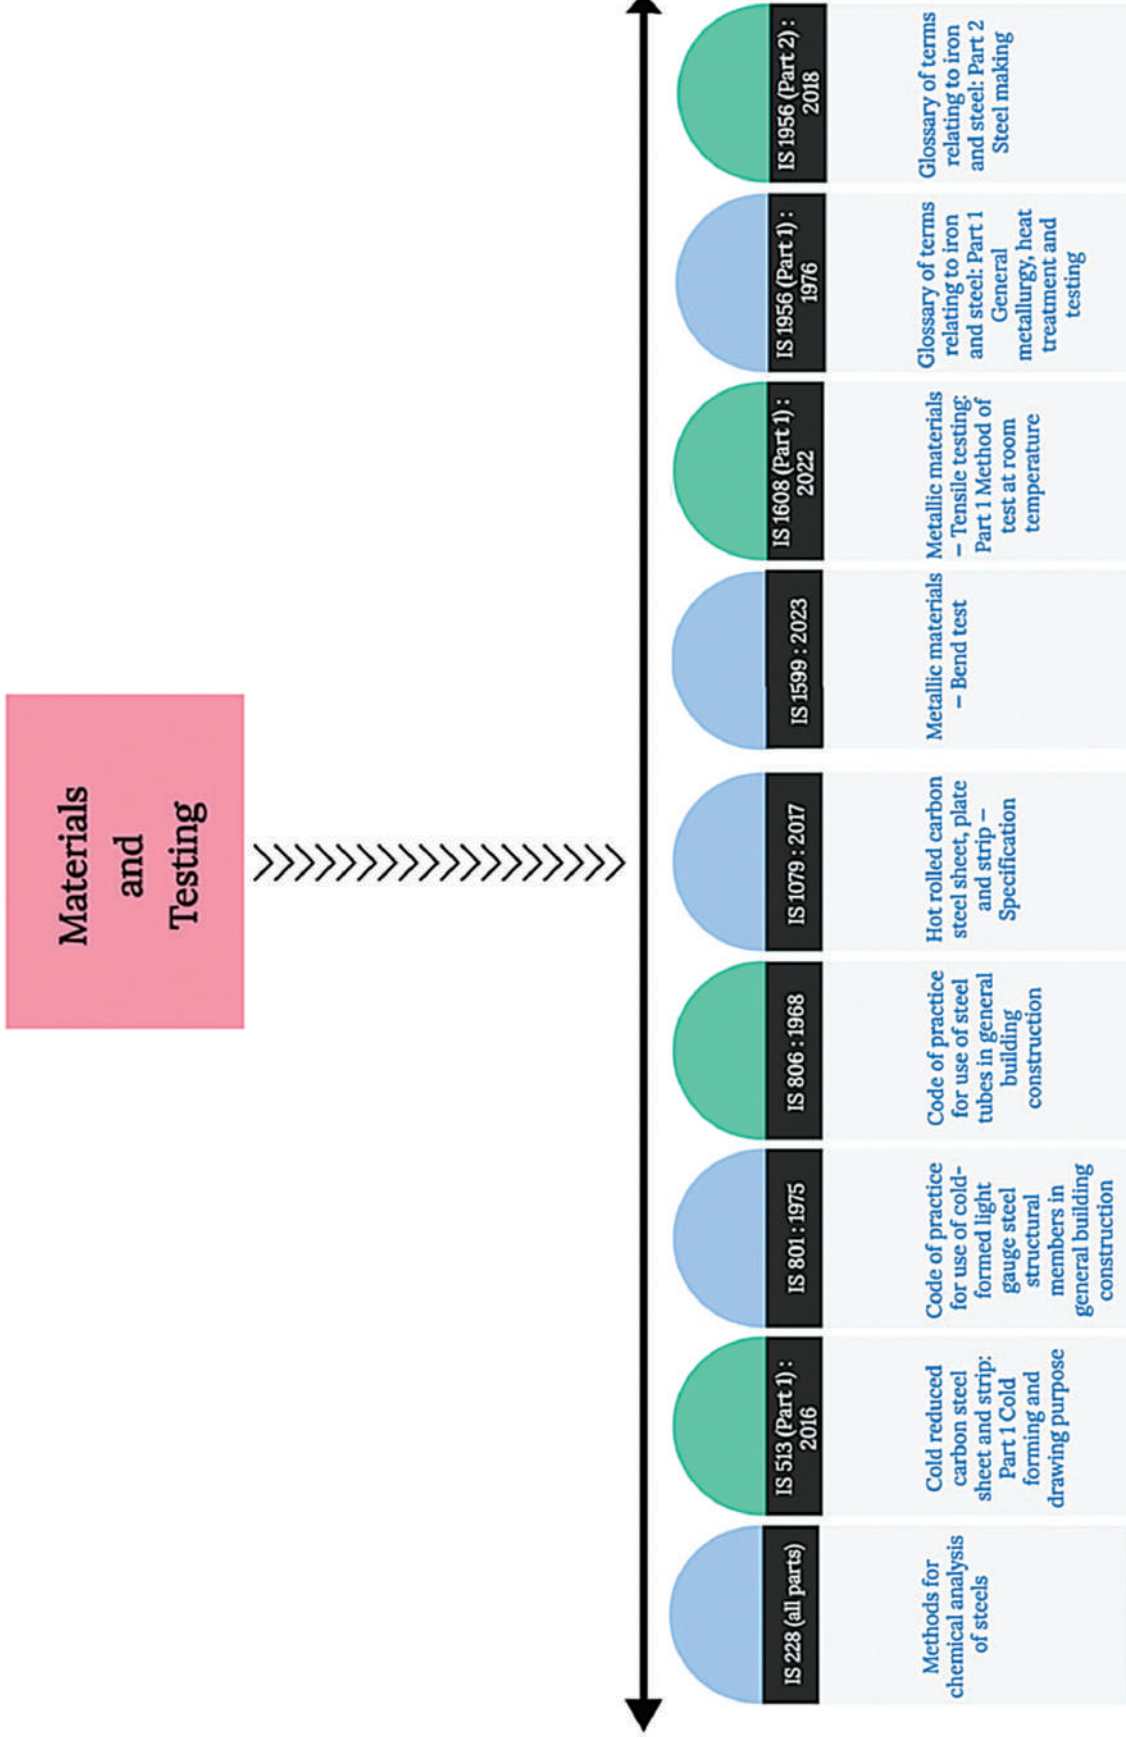 Materials
and
Testing
IS 228 (all parts)
Methods for
chemical analysis
of steels
IS 513 (Part 1) :
2016
Cold reduced
carbon steel
sheet and strip:
Part 1 Cold
forming and
drawing purpose
IS 801 : 1975
Code of practice
for use of cold-
formed light
gauge steel
structural
members in
general building
construction
IS 806 : 1968
Code of practice
for use of steel
tubes in general
building
construction
IS 1079 : 2017
Hot rolled carbon
steel sheet, plate
and strip –
Specification
IS 1599 : 2023
Metallic materials
– Bend test
IS 1608 (Part 1) :
2022
Metallic materials
– Tensile testing:
Part 1 Method of
test at room
temperature
IS 1956 (Part 1) :
1976
Glossary of terms
relating to iron
and steel: Part 1
General
metallurgy, heat
treatment and
testing
IS 1956 (Part 2) :
2018
Glossary of terms
relating to iron
and steel: Part 2
Steel making